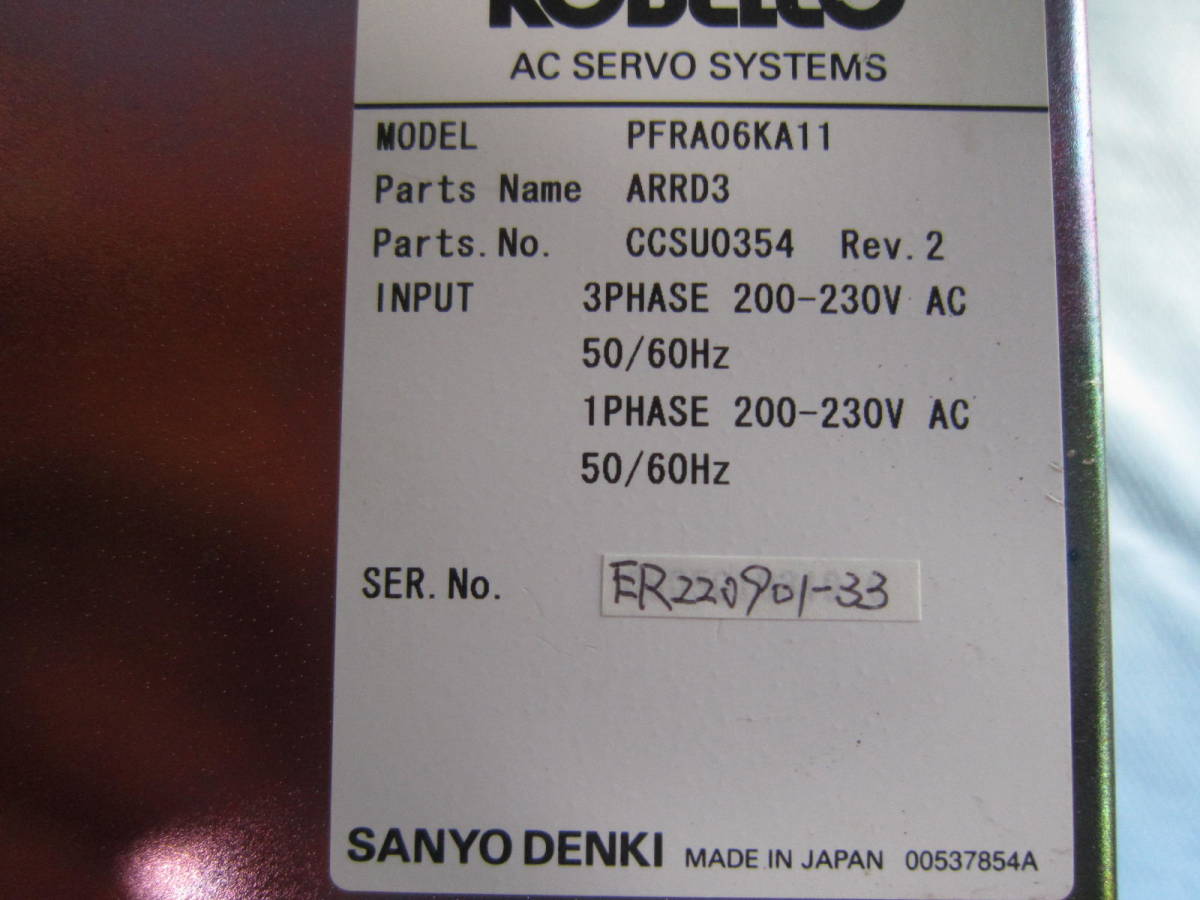 KOBELCO
AC SERVO SYSTEMS
MODEL PFRA06KA11
Parts Name ARRD3
Parts.No. CCSU0354 Rev.2
INPUT 3PHASE 200-230V AC
50/60Hz
1PHASE 200-230V AC
50/60Hz
SER.No. ER220901-33
SANYO DENKI MADE IN JAPAN 00537854A